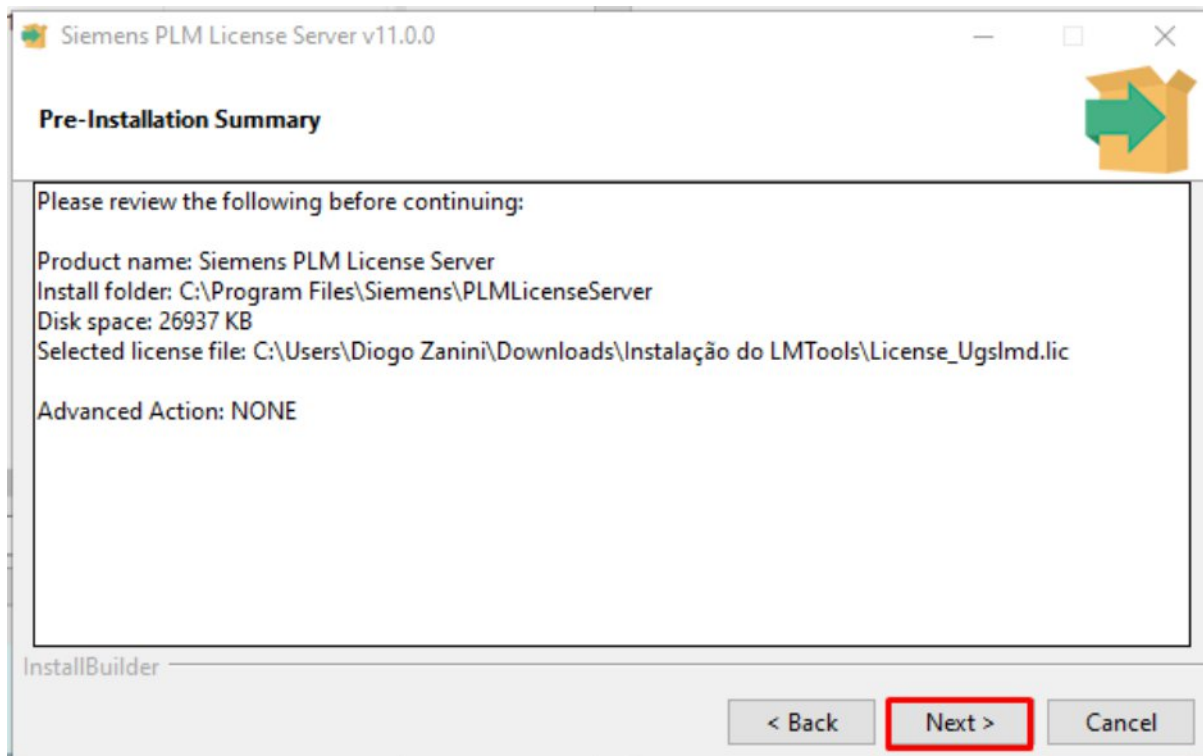 Siemens PLM License Server v11.0.0
Pre-Installation Summary
Please review the following before continuing:
Product name: Siemens PLM License Server
Install folder: C:\Program Files\Siemens\PLMLicenseServer
Disk space: 26937 KB
Selected license file: C:\Users\Diogo Zanini\Downloads\Instalação do LMTools\License_Ugslmd.lic
Advanced Action: NONE
InstallBuilder
< Back Next > Cancel